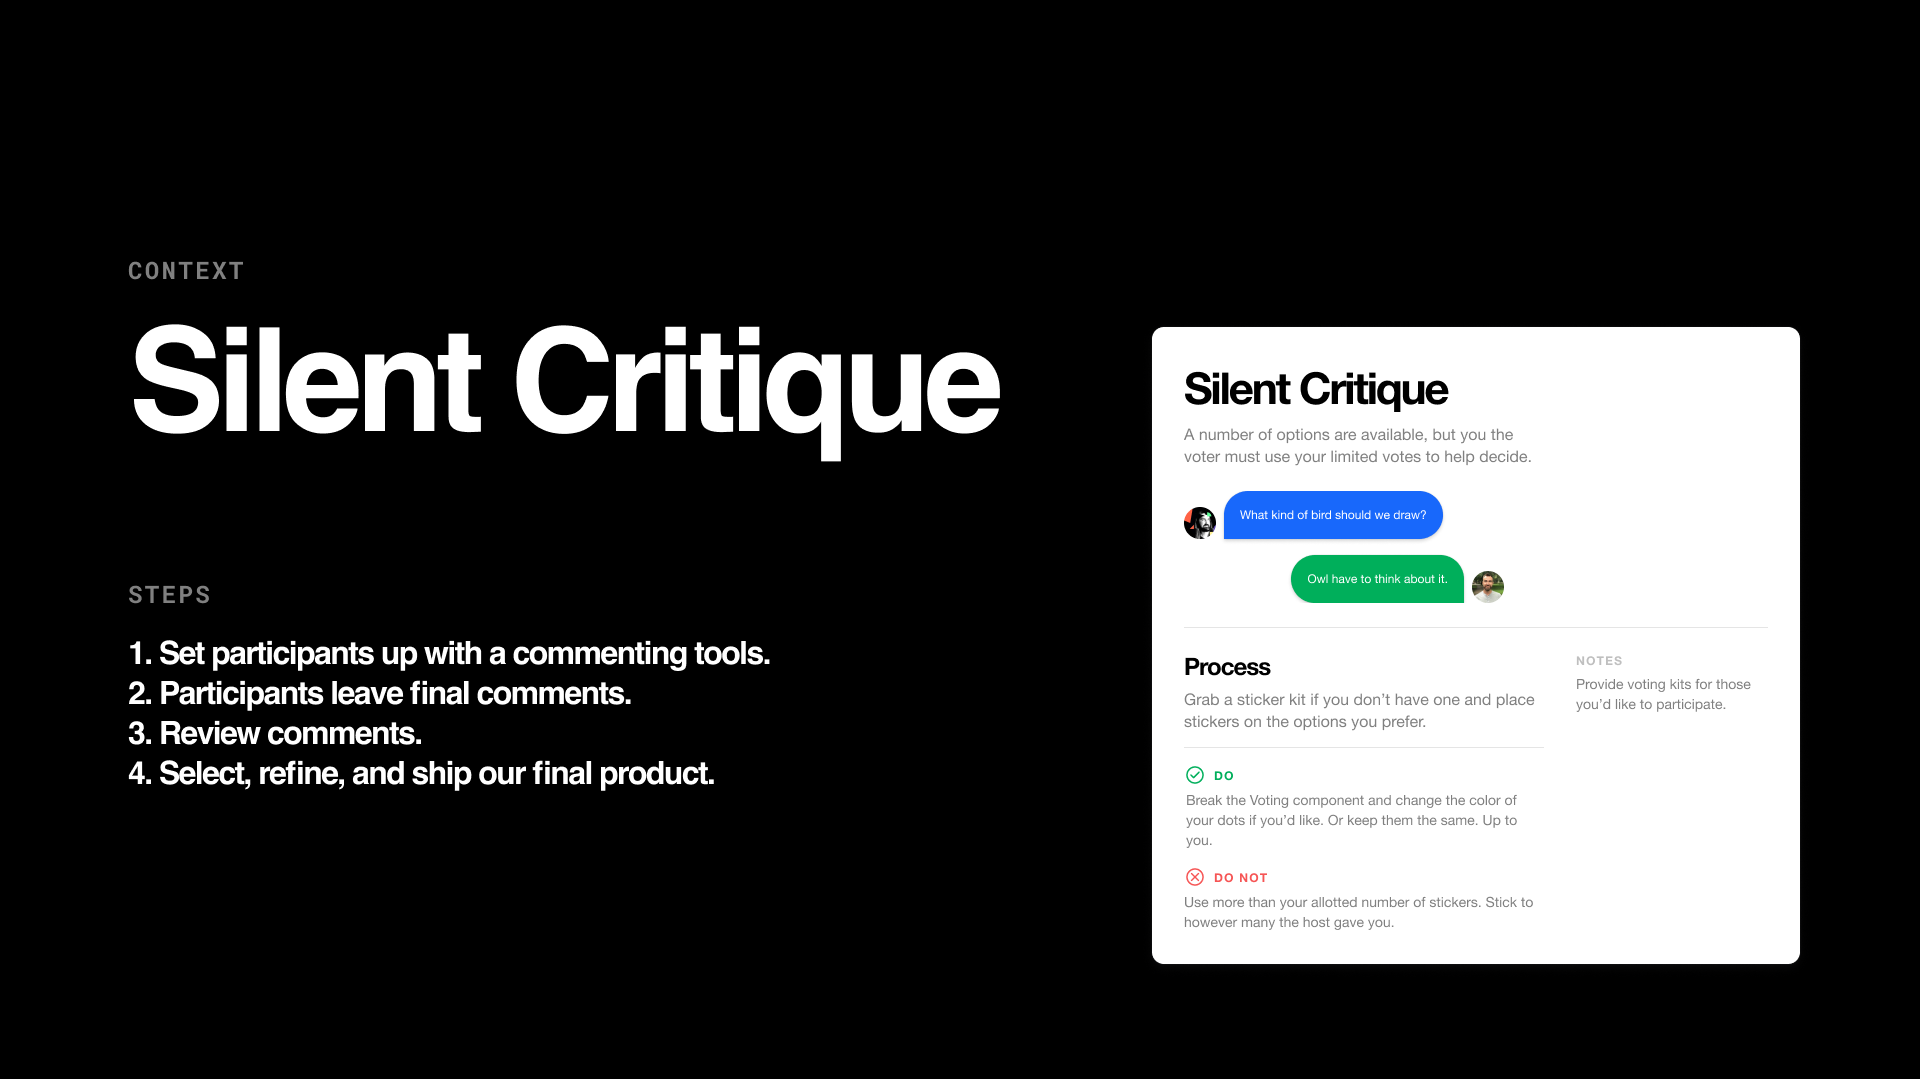 CONTEXT
Silent Critique
STEPS
1. Set participants up with a commenting tools.
2. Participants leave final comments.
3. Review comments.
4. Select, refine, and ship our final product.
Silent Critique
A number of options are available, but you the
voter must use your limited votes to help decide.
What kind of bird should we draw?
Owl have to think about it.
Process
Grab a sticker kit if you don’t have one and place
stickers on the options you prefer.
NOTES
Provide voting kits for those
you’d like to participate.
DO
Break the Voting component and change the color of
your dots if you’d like. Or keep them the same. Up to
you.
DO NOT
Use more than your allotted number of stickers. Stick to
however many the host gave you.